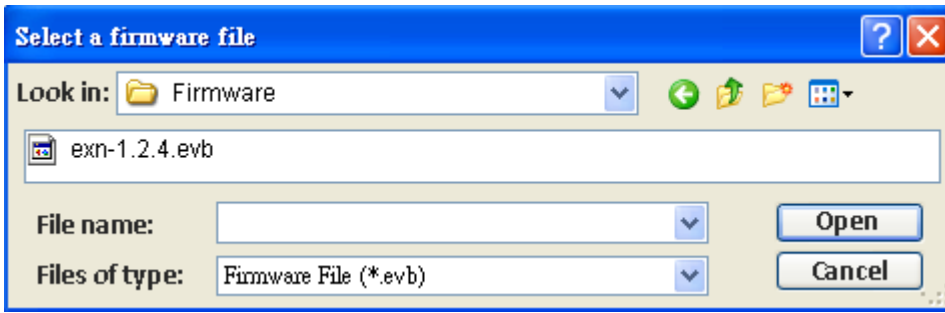 Select a firmware file
?
Look in: Firmware
exn-1.2.4.evb
File name: Open
Files of type: Firmware File (*.evb) Cancel